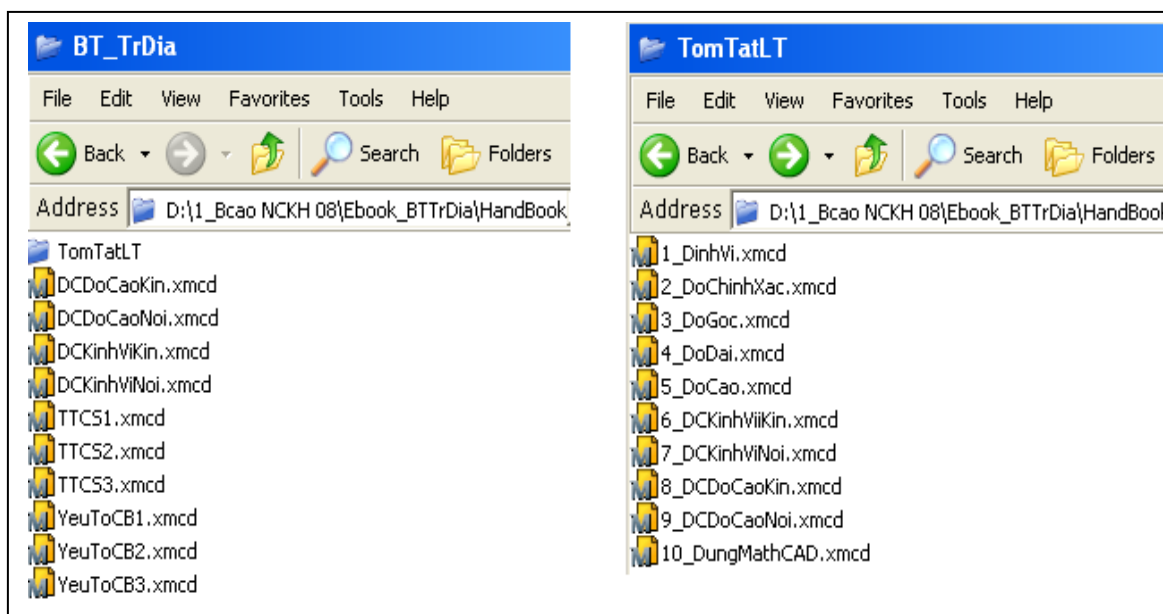 BT_TrDia
File Edit View Favorites Tools Help
Back Search Folders
Address D:\1_Bcao NCKH 08\Ebook_BTTrDia\HandBook_
TomTatLT
DCDoCaoKin.xmcd
DCDoCaoNoi.xmcd
DCKinhViKin.xmcd
DCKinhViNoi.xmcd
TTCS1.xmcd
TTCS2.xmcd
TTCS3.xmcd
YeuToCB1.xmcd
YeuToCB2.xmcd
YeuToCB3.xmcd
TomTatLT
File Edit View Favorites Tools Help
Back Search Folders
Address D:\1_Bcao NCKH 08\Ebook_BTTrDia\HandBook
1_DinhVi.xmcd
2_DoChinhXac.xmcd
3_DoGoc.xmcd
4_DoDai.xmcd
5_DoCao.xmcd
6_DCKinhViiKin.xmcd
7_DCKinhViNoi.xmcd
8_DCDoCaoKin.xmcd
9_DCDoCaoNoi.xmcd
10_DungMathCAD.xmcd